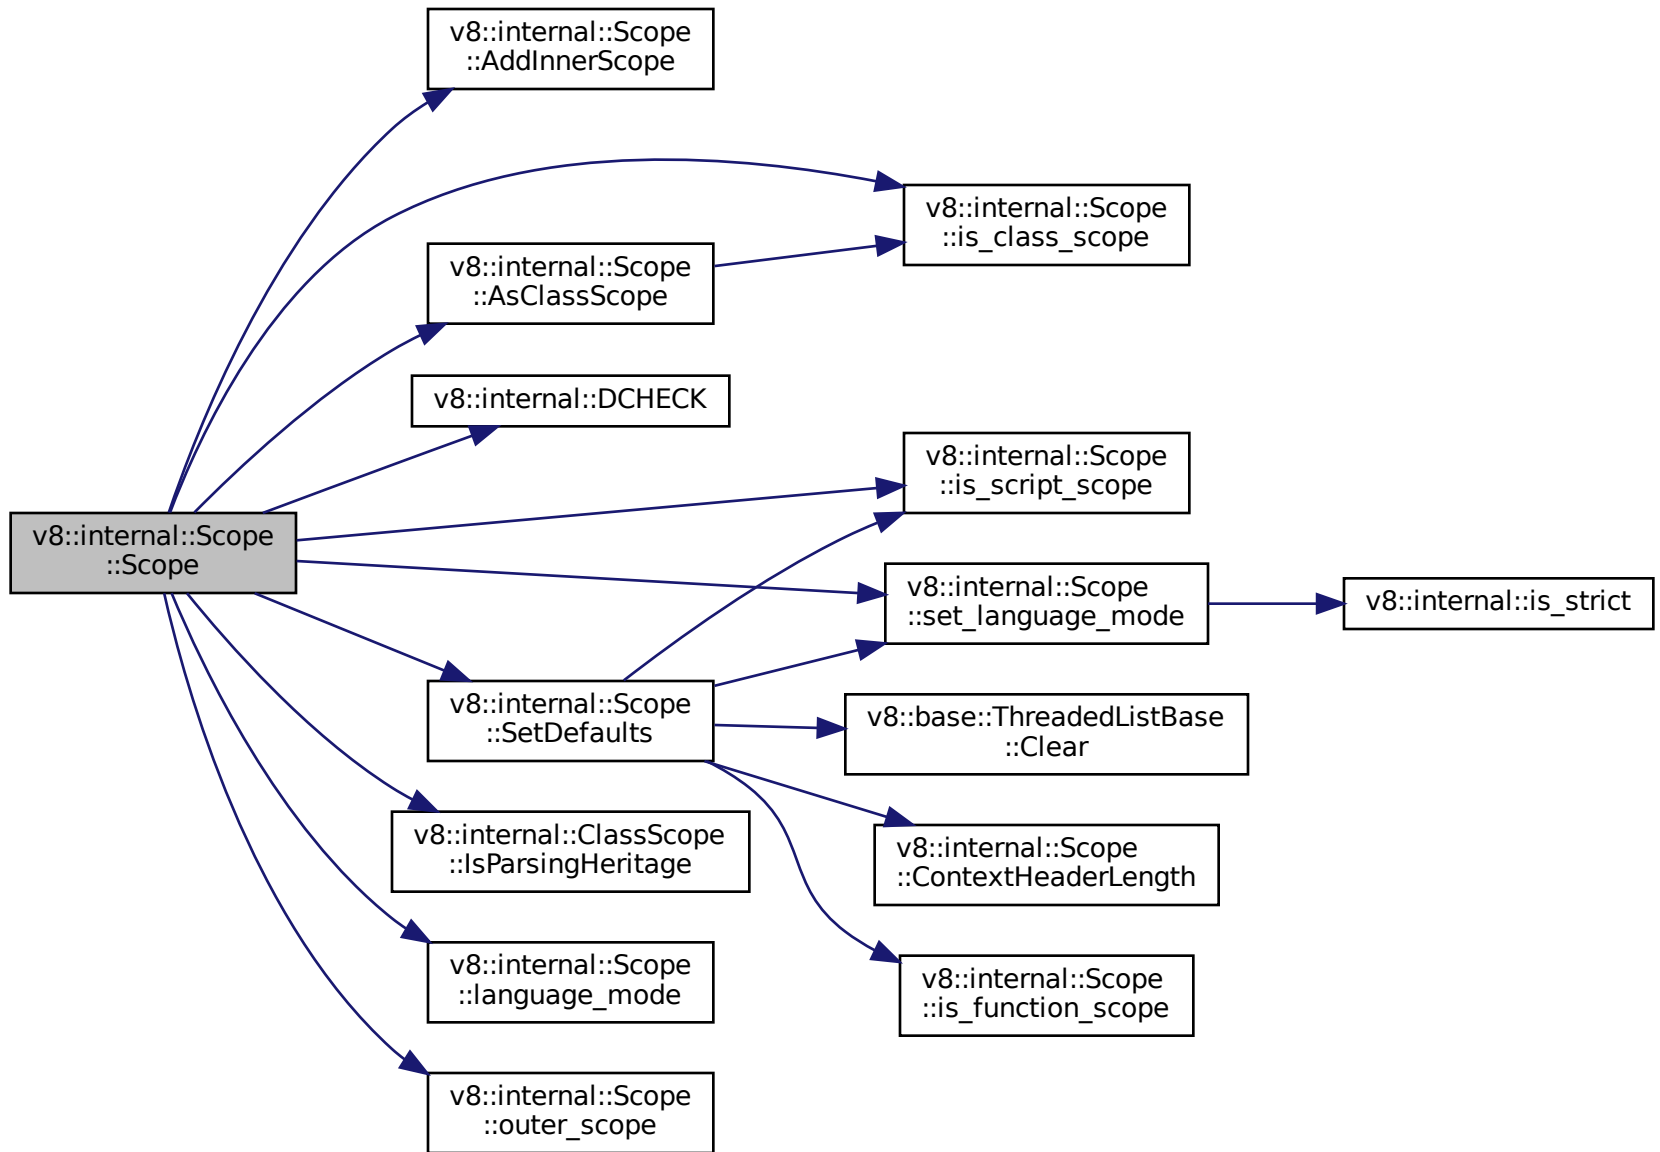 v8::internal::Scope
::AddInnerScope
v8::internal::Scope
::is_class_scope
v8::internal::Scope
::AsClassScope
v8::internal::DCHECK
v8::internal::Scope
::is_script_scope
v8::internal::Scope
::Scope
v8::internal::Scope
::set_language_mode
v8::internal::is_strict
v8::internal::Scope
::SetDefaults
v8::base::ThreadedListBase
::Clear
v8::internal::ClassScope
::IsParsingHeritage
v8::internal::Scope
::ContextHeaderLength
v8::internal::Scope
::language_mode
v8::internal::Scope
::is_function_scope
v8::internal::Scope
::outer_scope